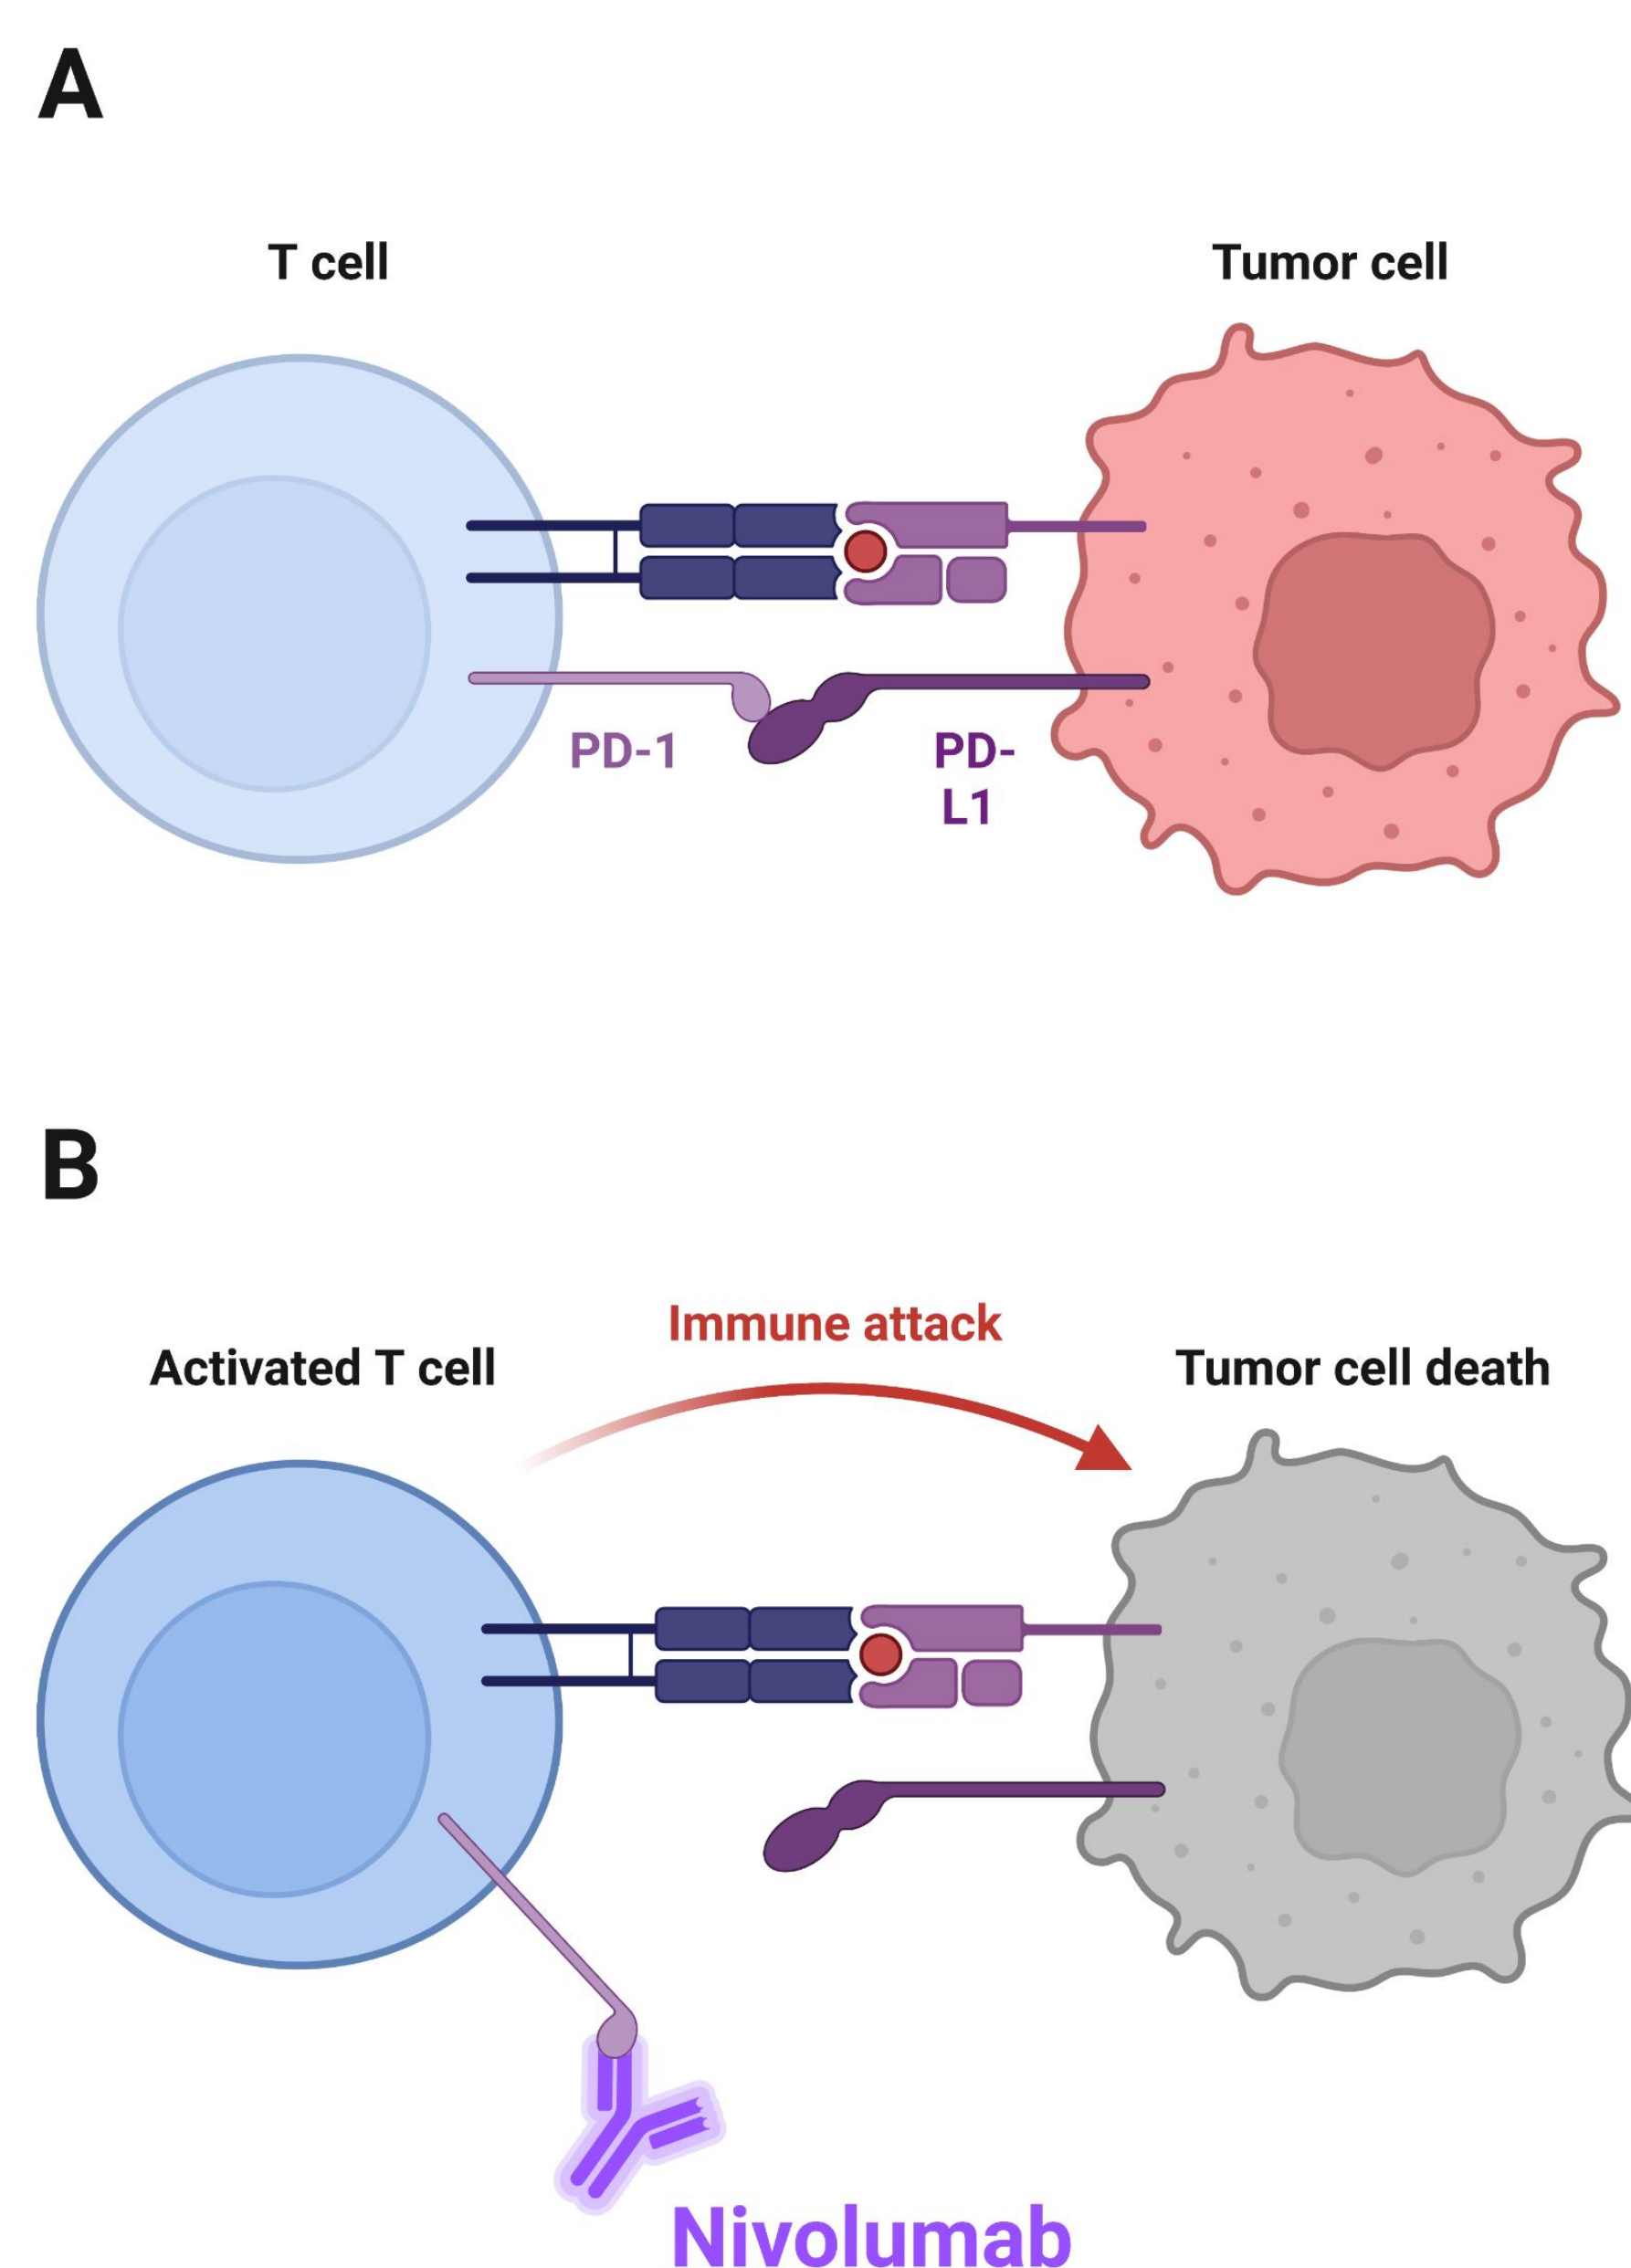 A
T cell
Tumor cell
PD-1
PD-
L1
B
Immune attack
Activated T cell
Tumor cell death
Nivolumab